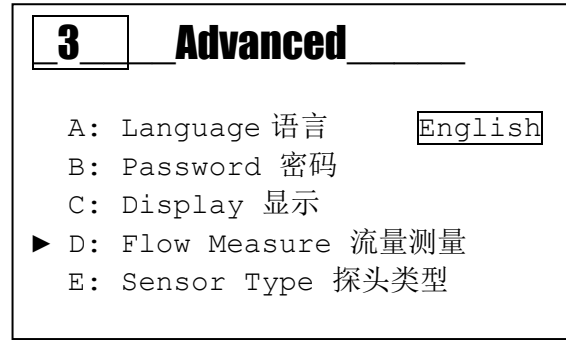 3 Advanced
A: Language 语言 English
B: Password 密码
C: Display 显示
► D: Flow Measure 流量测量
E: Sensor Type 探头类型